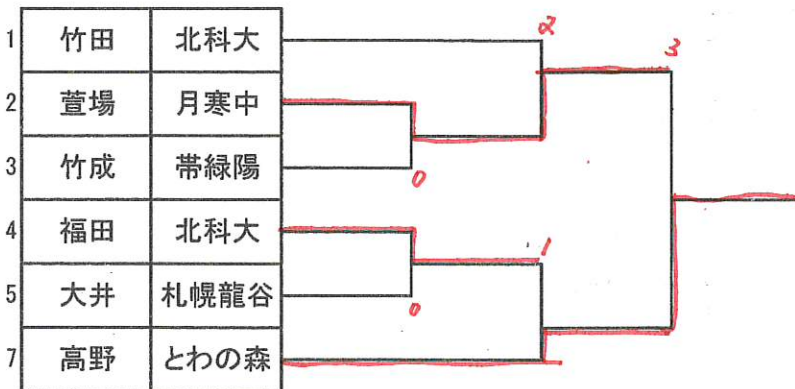 1 竹田 北科大
2
3
2 萱場 月寒中
3 竹成 帯緑陽
0
4 福田 北科大
1
5 大井 札幌龍谷
0
7 高野 とわの森